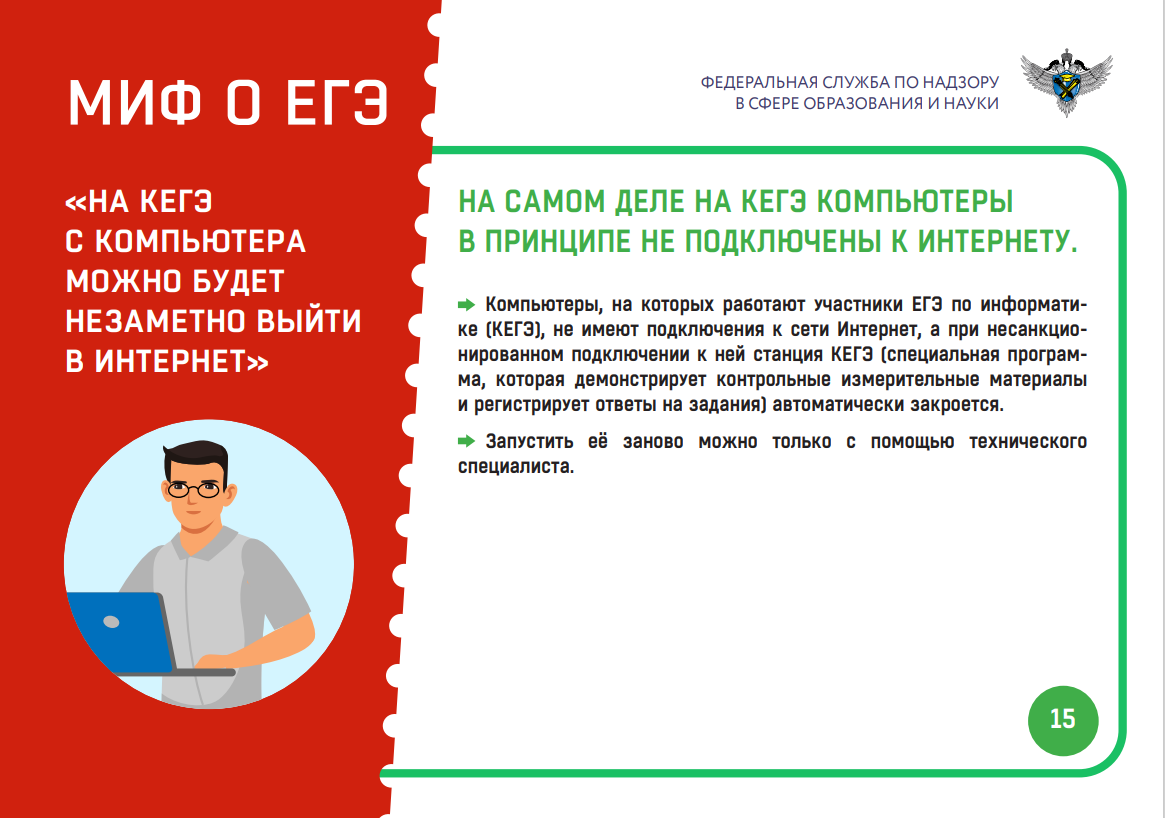 МИФ О ЕГЭ
«НА КЕГЭ
С КОМПЬЮТЕРА
МОЖНО БУДЕТ
НЕЗАМЕТНО ВЫЙТИ
В ИНТЕРНЕТ»
ФЕДЕРАЛЬНАЯ СЛУЖБА ПО НАДЗОРУ
В СФЕРЕ ОБРАЗОВАНИЯ И НАУКИ
НА САМОМ ДЕЛЕ НА КЕГЭ КОМПЬЮТЕРЫ
В ПРИНЦИПЕ НЕ ПОДКЛЮЧЕНЫ К ИНТЕРНЕТУ.
Компьютеры, на которых работают участники ЕГЭ по информати-
ке (КЕГЭ), не имеют подключения к сети Интернет, а при несанкцио-
нированном подключении к ней станция КЕГЭ (специальная програм-
ма, которая демонстрирует контрольные измерительные материалы
и регистрирует ответы на задания) автоматически закроется.
Запустить её заново можно только с помощью технического
специалиста.
15